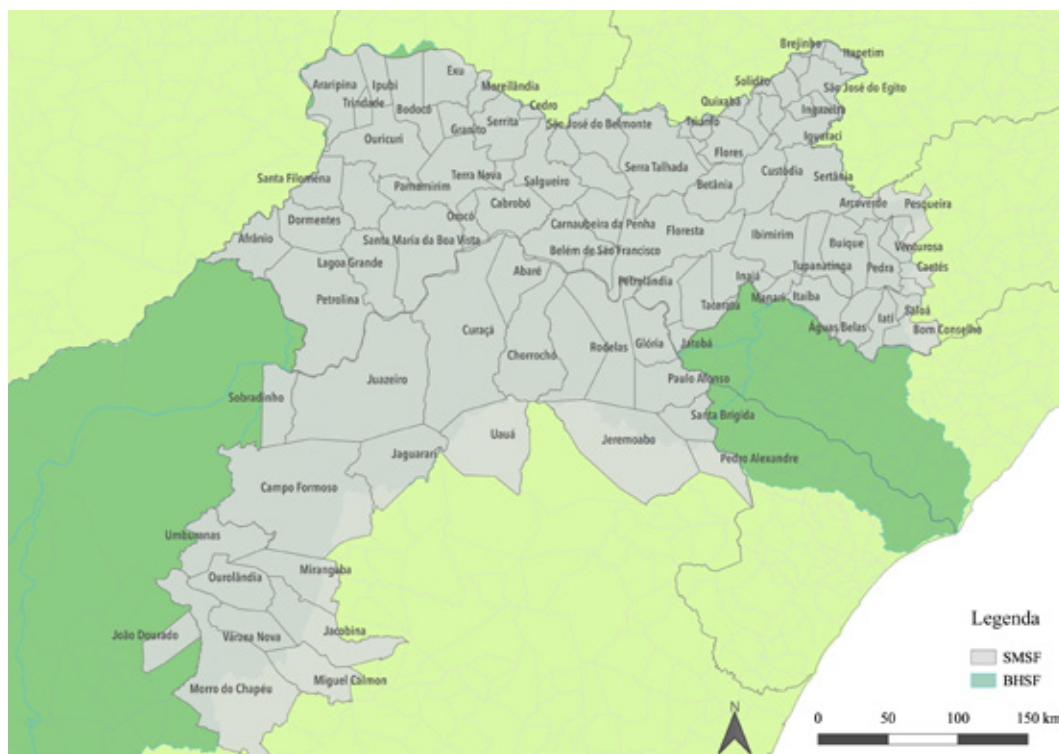 Brejinho
Itapetim
Araripina
Ipubi
Exu
Moreilândia
Solidão
São José do Egito
Trindade
Bodocó
Cedro
Quixaba
Ingazeira
Granito
Serrita
São José do Belmonte
Triunfo
Iguaraci
Ouricuri
Flores
Santa Filomena
Parnamirim
Terra Nova
Salgueiro
Serra Talhada
Betânia
Custódia
Sertânia
Dormentes
Orocó
Cabrobó
Arcoverde
Pesqueira
Afrânio
Santa Maria da Boa Vista
Carnaubeira da Penha
Floresta
Ibimirim
Buíque
Venturosa
Lagoa Grande
Belém de São Francisco
Abaré
Petrolândia
Inajá
Tupanatinga
Pedra
Caetés
Petrolina
Tacaratu
Manari
Itaíba
Saloá
Curaçá
Águas Belas
Iati
Bom Conselho
Chorrochó
Rodelas
Glória
Jatobá
Juazeiro
Paulo Afonso
Sobradinho
Santa Brígida
Uauá
Jeremoabo
Jaguarari
Pedro Alexandre
Campo Formoso
Umburanas
Ourolândia
Mirangaba
João Dourado
Várzea Nova
Jacobina
Morro do Chapéu
Miguel Calmon
Legenda
SMSF
BHSF
N
0 50 100 150 km